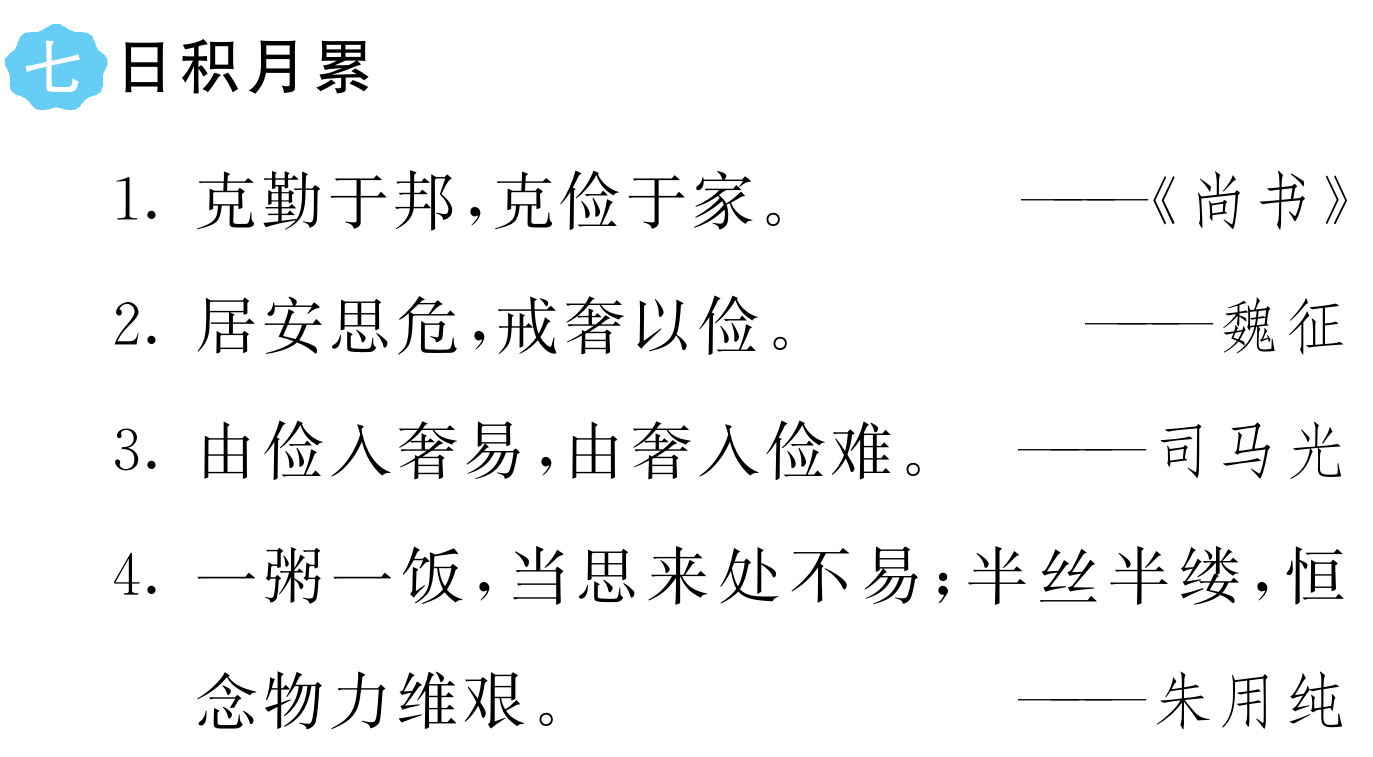 七 日积月累
1. 克勤于邦,克俭于家。 ——《尚书》
2. 居安思危,戒奢以俭。 ——魏征
3. 由俭入奢易,由奢入俭难。 ——司马光
4. 一粥一饭,当思来处不易;半丝半缕,恒
念物力维艰。 ——朱用纯